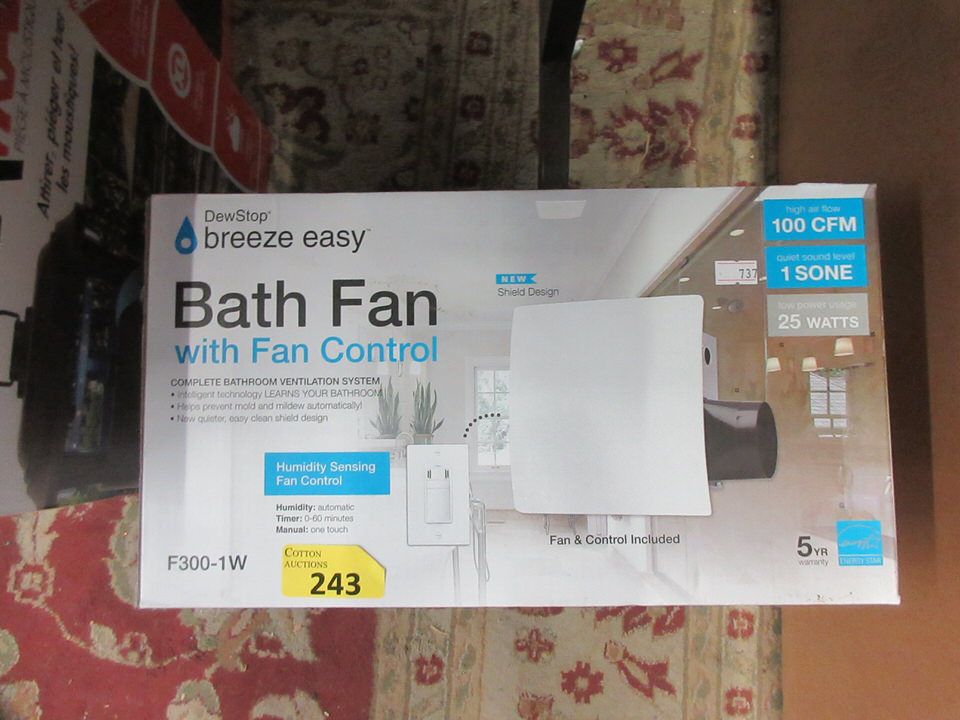 Attirer, piéger et tuer
les moustiques!
DewStop®
breeze easy™
Bath Fan
with Fan Control
COMPLETE BATHROOM VENTILATION SYSTEM
• Intelligent technology LEARNS YOUR BATHROOM
• Helps prevent mold and mildew automatically!
• New quieter, easy clean shield design
NEW
Shield Design
high air flow
100 CFM
quiet sound level
1 SONE
low power usage
25 WATTS
737
Humidity Sensing
Fan Control
Humidity: automatic
Timer: 0-60 minutes
Manual: one touch
Fan & Control Included
F300-1W
COTTON
AUCTIONS
243
5 YR
warranty
ENERGY STAR